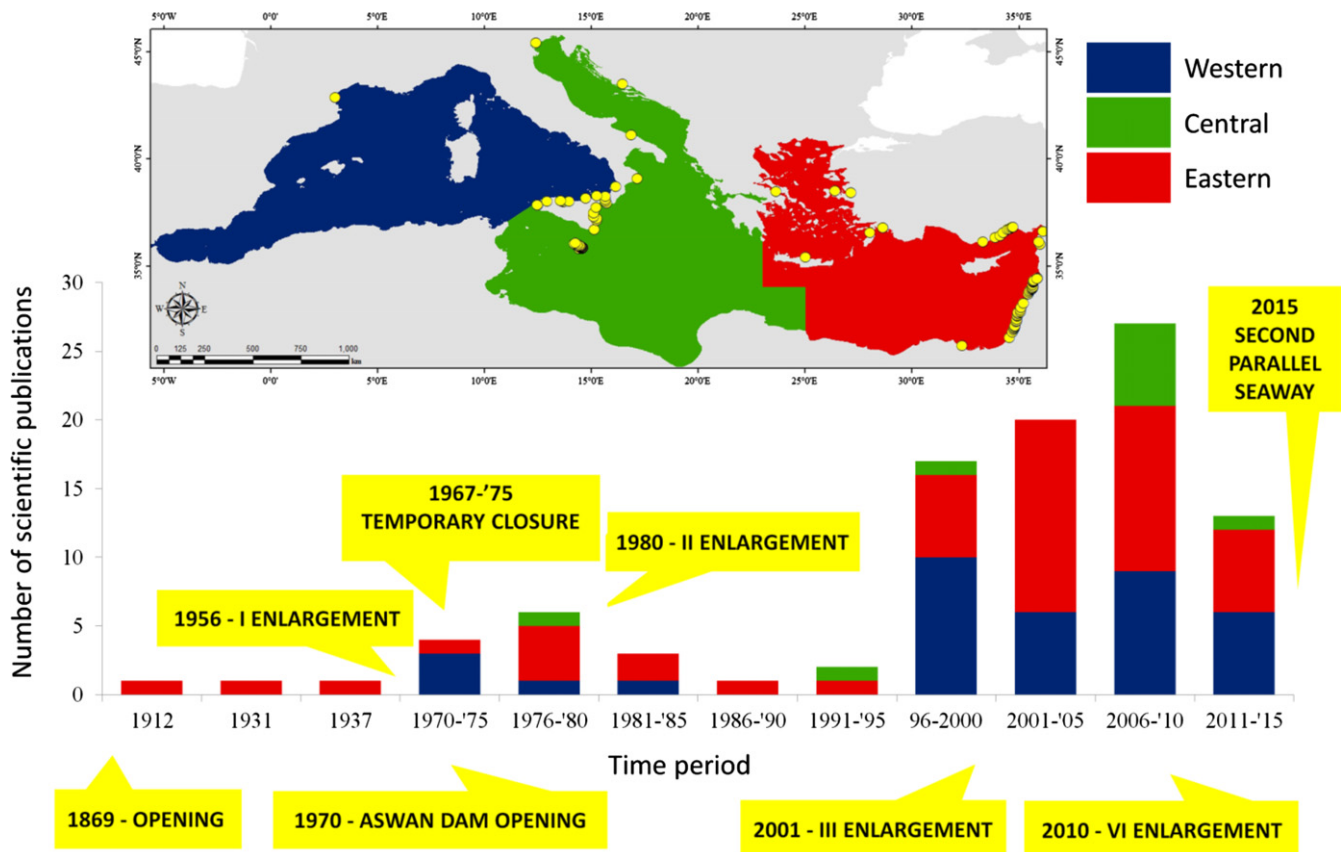 5°0'W 0°0' 5°0'E 10°0'E 15°0'E 20°0'E 25°0'E 30°0'E 35°0'E
45°0'N
40°0'N
35°0'N
45°0'N
40°0'N
35°0'N
N
W E
S
0 125 250 500 750 1,000
km
5°0'W 0°0' 5°0'E 10°0'E 15°0'E 20°0'E 25°0'E 30°0'E 35°0'E
Western
Central
Eastern
Number of scientific publications
30
25
20
15
10
5
0
1956 - I ENLARGEMENT
1967-'75
TEMPORARY CLOSURE
1980 - II ENLARGEMENT
2015
SECOND
PARALLEL
SEAWAY
1912 1931 1937 1970-'75 1976-'80 1981-'85 1986-'90 1991-'95 96-2000 2001-'05 2006-'10 2011-'15
Time period
1869 - OPENING
1970 - ASWAN DAM OPENING
2001 - III ENLARGEMENT
2010 - VI ENLARGEMENT